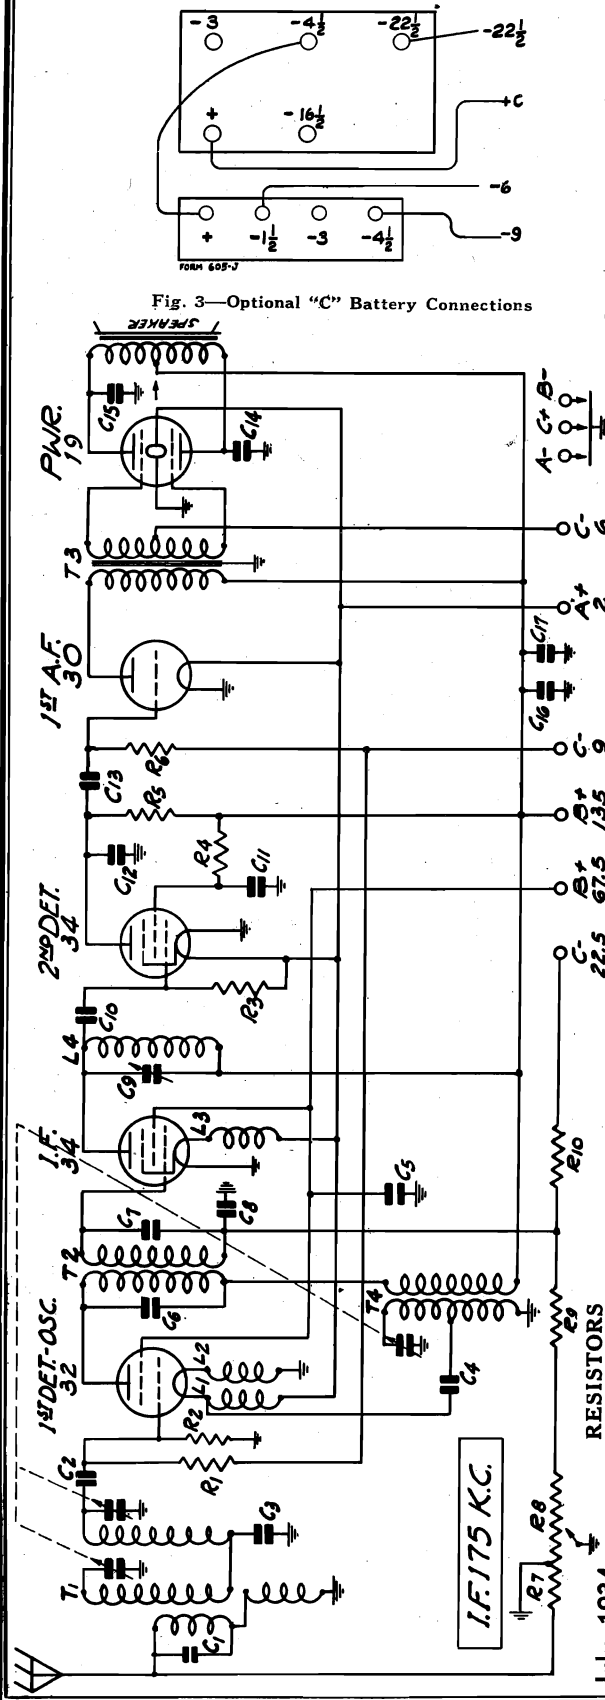 -3
-4½
-22½
-22½
+
-16½
+C
-6
+
-1½
-3
-4½
-9
FORM 605-J
Fig. 3—Optional "C" Battery Connections
SPEAKER
C15
C14
PWR.
19
T3
1ST A.F.
30
C13
R6
R5
C12
R4
C11
2ND DET.
34
C10
R3
L4
C9
I.F.
34
L3
C7
C8
C5
T2
C6
1ST DET.-OSC.
32
L2
L1
R2
R1
C2
C3
T1
C1
T4
C4
I.F. 175 K.C.
A- C+ B-
C-
6
A+
2
C17
C16
C-
9
B+
135
B+
67.5
C-
22.5
R10
R9
R8
R7
RESISTORS
1934